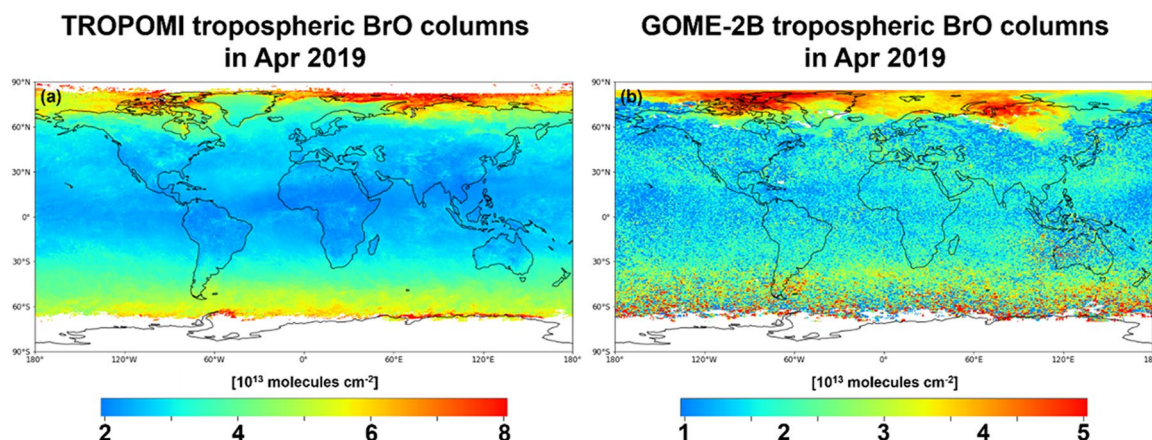 TROPOMI tropospheric BrO columns
in Apr 2019
(a)
90°N
60°N
30°N
0°
30°S
60°S
90°S
180°
120°W
60°W
0°
60°E
120°E
180°
[10¹³ molecules cm⁻²]
2 4 6 8
GOME-2B tropospheric BrO columns
in Apr 2019
(b)
90°N
60°N
30°N
0°
30°S
60°S
90°S
180°
120°W
60°W
0°
60°E
120°E
180°
[10¹³ molecules cm⁻²]
1 2 3 4 5